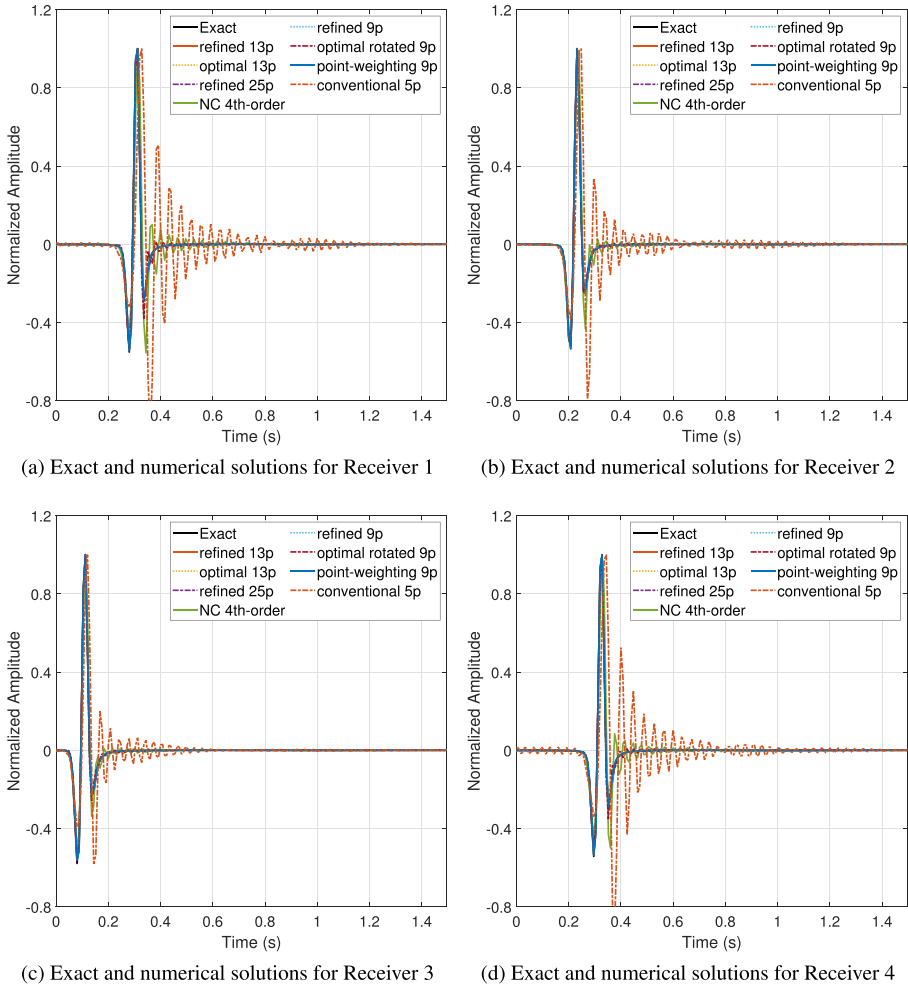 1.2
0.8
0.4
0
-0.4
-0.8
Normalized Amplitude
Exact
refined 13p
optimal 13p
refined 25p
NC 4th-order
refined 9p
optimal rotated 9p
point-weighting 9p
conventional 5p
0 0.2 0.4 0.6 0.8 1 1.2 1.4
Time (s)
(a) Exact and numerical solutions for Receiver 1
1.2
0.8
0.4
0
-0.4
-0.8
Normalized Amplitude
Exact
refined 13p
optimal 13p
refined 25p
NC 4th-order
refined 9p
optimal rotated 9p
point-weighting 9p
conventional 5p
0 0.2 0.4 0.6 0.8 1 1.2 1.4
Time (s)
(b) Exact and numerical solutions for Receiver 2
1.2
0.8
0.4
0
-0.4
-0.8
Normalized Amplitude
Exact
refined 13p
optimal 13p
refined 25p
NC 4th-order
refined 9p
optimal rotated 9p
point-weighting 9p
conventional 5p
0 0.2 0.4 0.6 0.8 1 1.2 1.4
Time (s)
(c) Exact and numerical solutions for Receiver 3
1.2
0.8
0.4
0
-0.4
-0.8
Normalized Amplitude
Exact
refined 13p
optimal 13p
refined 25p
NC 4th-order
refined 9p
optimal rotated 9p
point-weighting 9p
conventional 5p
0 0.2 0.4 0.6 0.8 1 1.2 1.4
Time (s)
(d) Exact and numerical solutions for Receiver 4